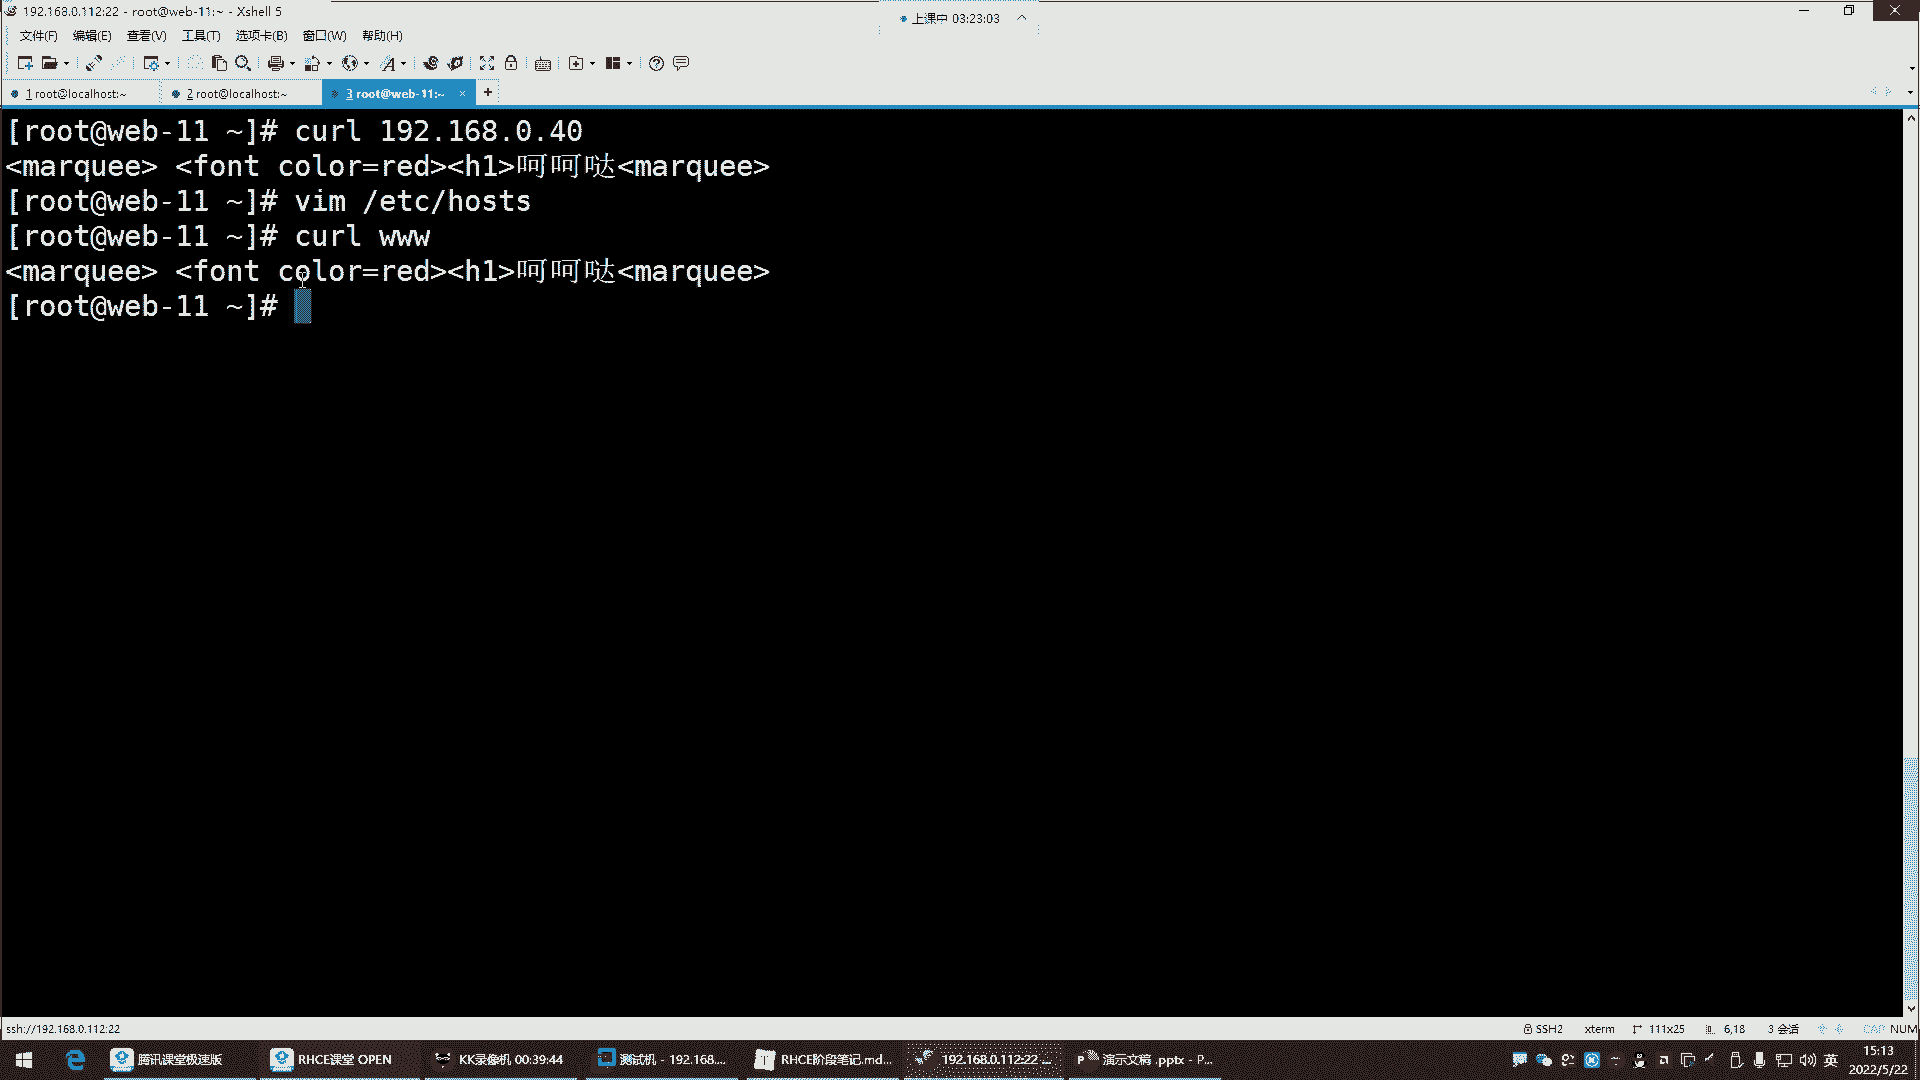 192.168.0.112:22 - root@web-11:~ - Xshell 5
上课中 03:23:03
文件(F) 编辑(E) 查看(V) 工具(T) 选项卡(B) 窗口(W) 帮助(H)
1 root@localhost:~ 2 root@localhost:~ 3 root@web-11:~ × +
[root@web-11 ~]# curl 192.168.0.40
<marquee> <font color=red><h1>呵呵哒<marquee>
[root@web-11 ~]# vim /etc/hosts
[root@web-11 ~]# curl www
<marquee> <font color=red><h1>呵呵哒<marquee>
[root@web-11 ~]#
ssh://192.168.0.112:22 SSH2 xterm 111x25 6,18 3 会话 CAP NUM
腾讯课堂极速版 RHCE课堂 OPEN KK录像机 00:39:44 测试机 - 192.168.... RHCE阶段笔记.md... 192.168.0.112:22 ... 演示文稿 .pptx - P... 英 15:13
2022/5/22